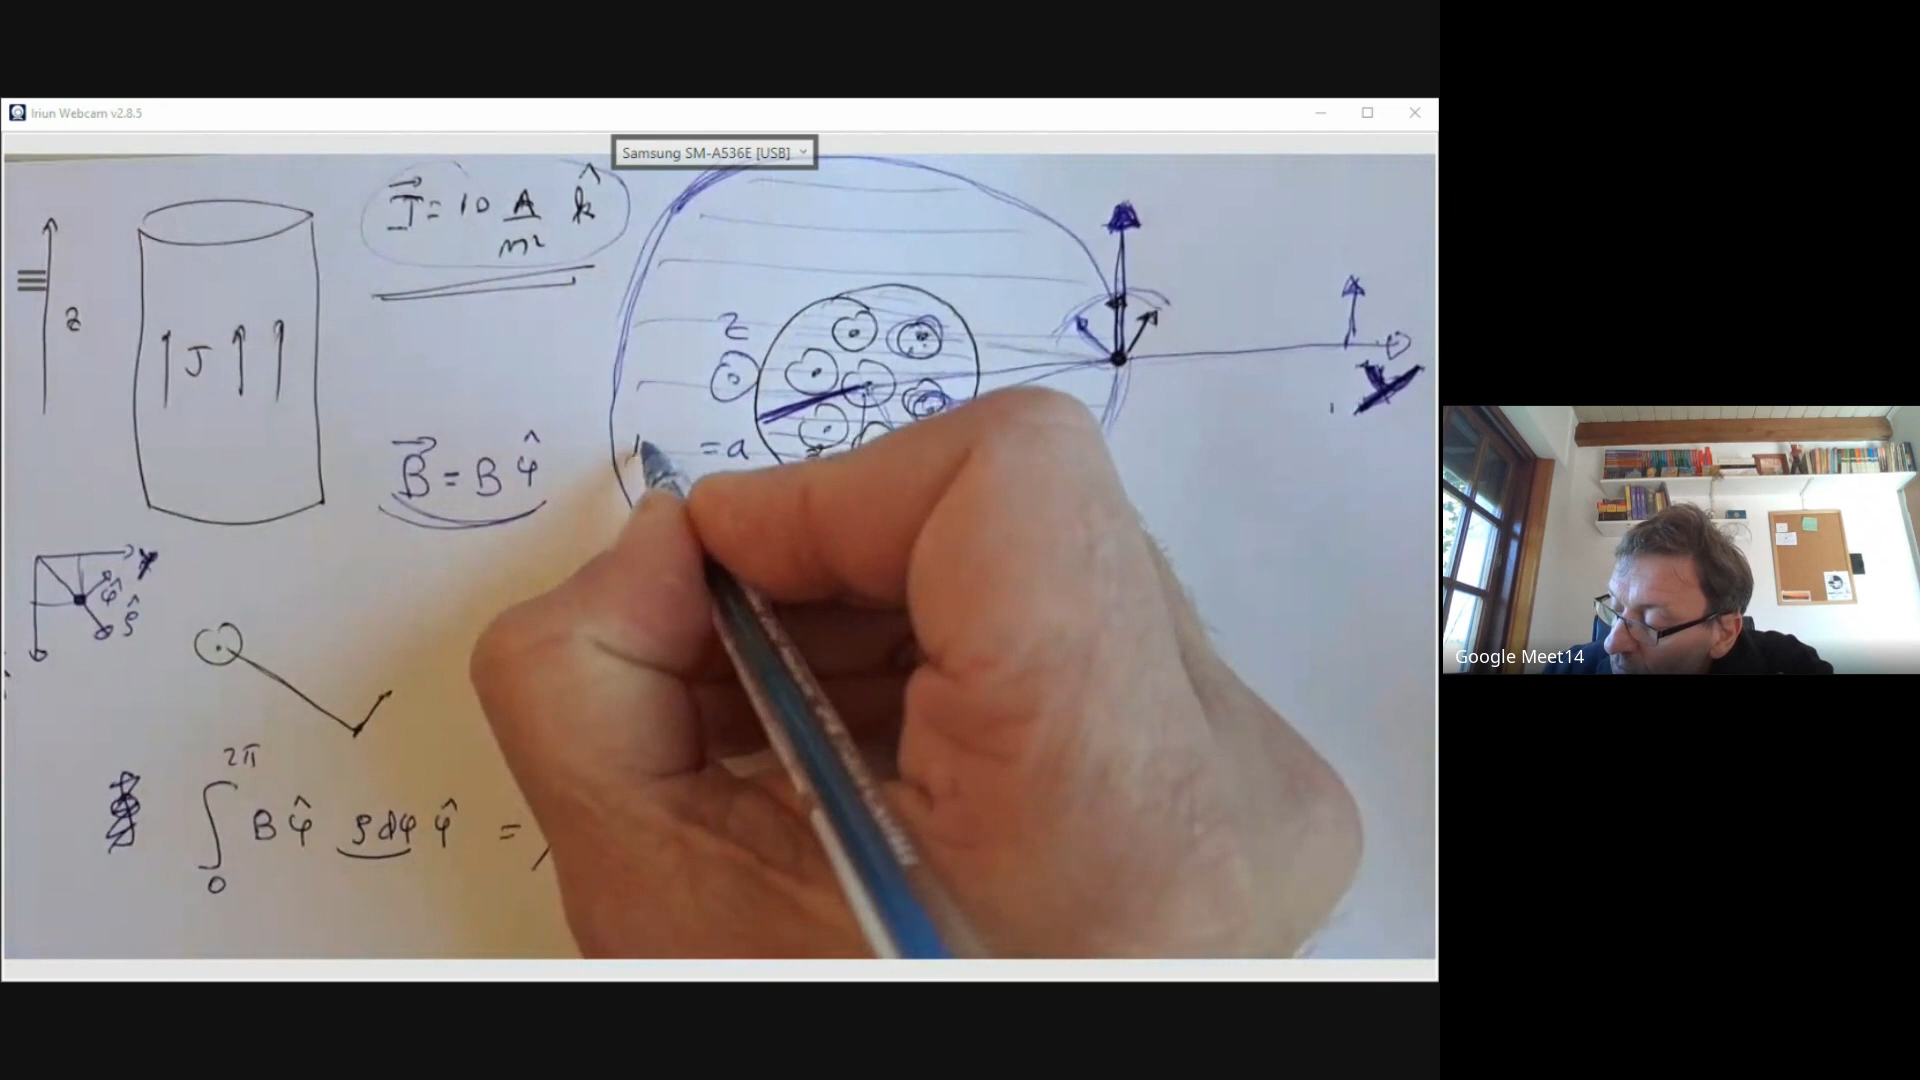 Iriun Webcam v2.8.5
Samsung SM-A536E [USB]
J = 10 A/m² k̂
z
J
z
= a
B⃗ = B φ̂
y
φ̂
ρ̂
∫₀^2π B φ̂ ρ dφ φ̂ =
Google Meet14